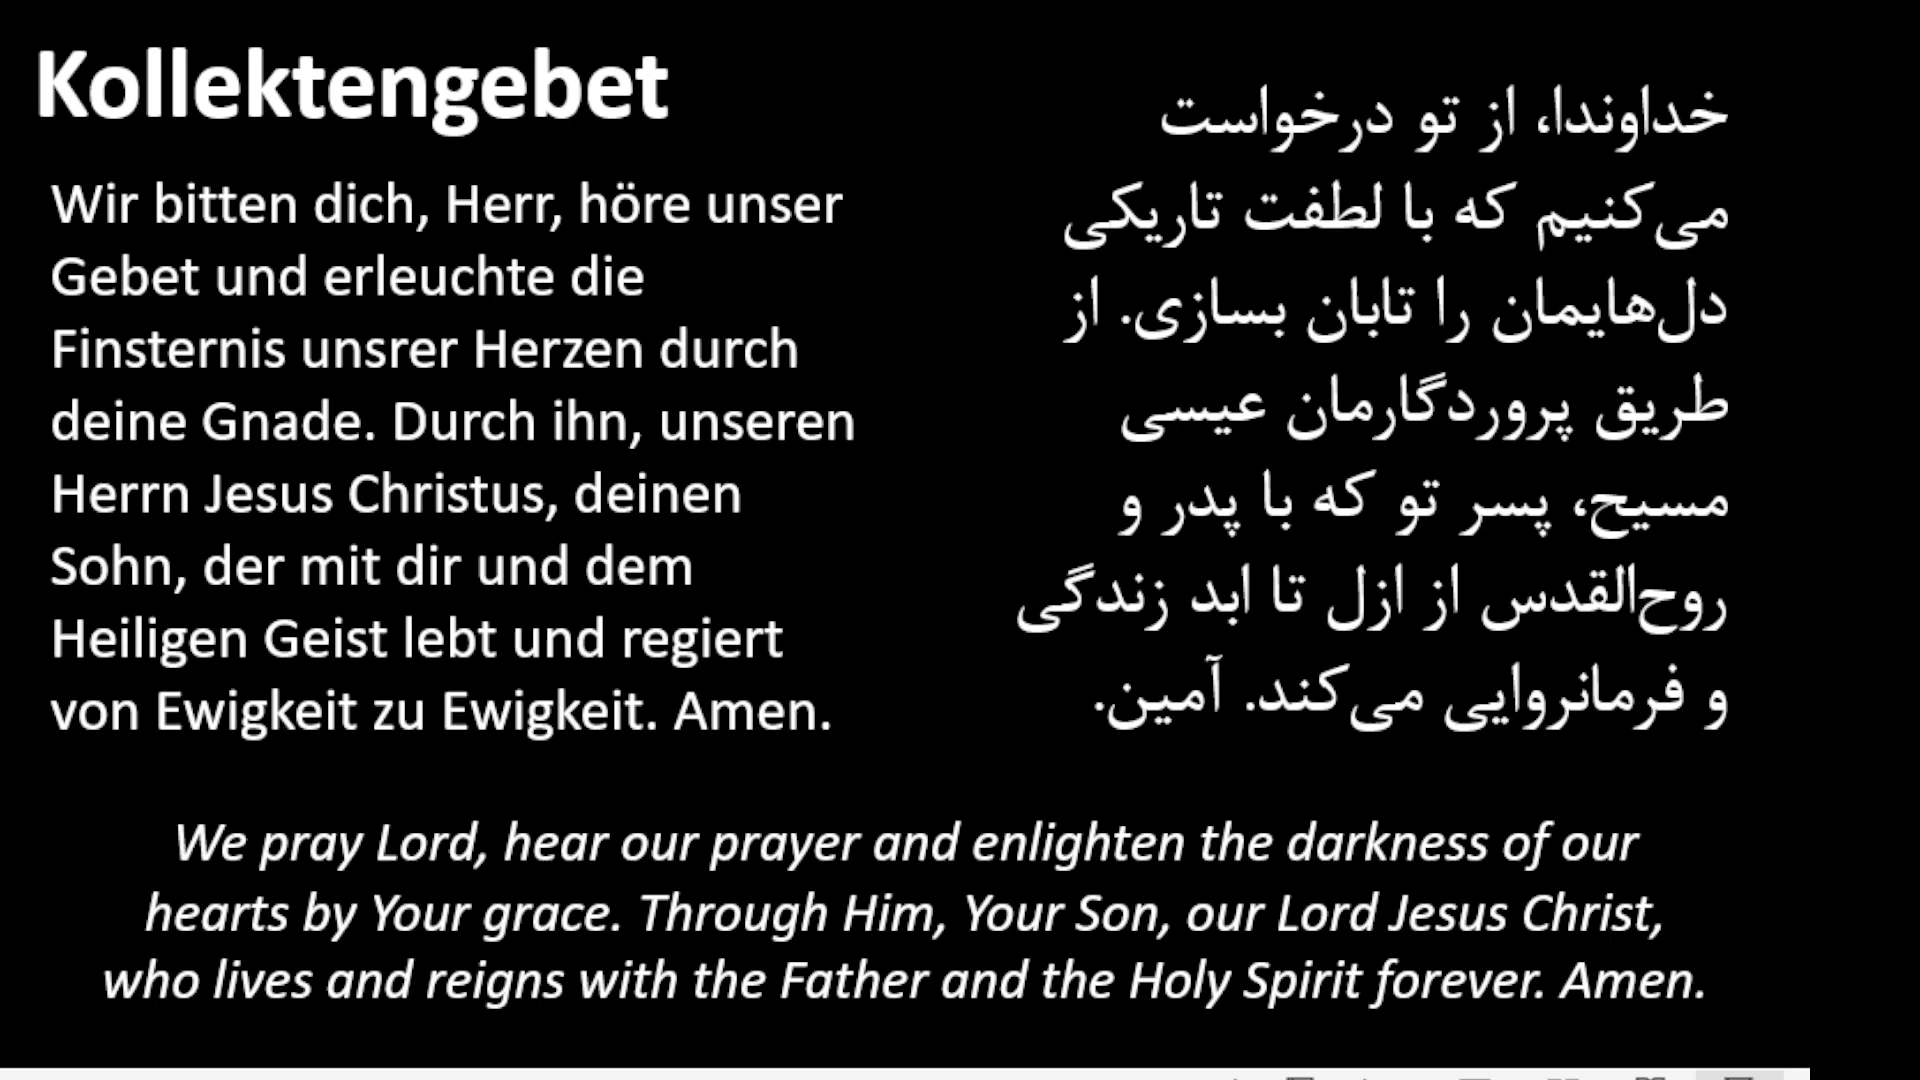 Kollektengebet
Wir bitten dich, Herr, höre unser
Gebet und erleuchte die
Finsternis unsrer Herzen durch
deine Gnade. Durch ihn, unseren
Herrn Jesus Christus, deinen
Sohn, der mit dir und dem
Heiligen Geist lebt und regiert
von Ewigkeit zu Ewigkeit. Amen.
خداوندا، از تو درخواست
می‌کنیم که با لطفت تاریکی
دل‌هایمان را تابان بسازی. از
طریق پروردگارمان عیسی
مسیح، پسر تو که با پدر و
روح‌القدس از ازل تا ابد زندگی
و فرمانروایی می‌کند. آمین.
We pray Lord, hear our prayer and enlighten the darkness of our
hearts by Your grace. Through Him, Your Son, our Lord Jesus Christ,
who lives and reigns with the Father and the Holy Spirit forever. Amen.